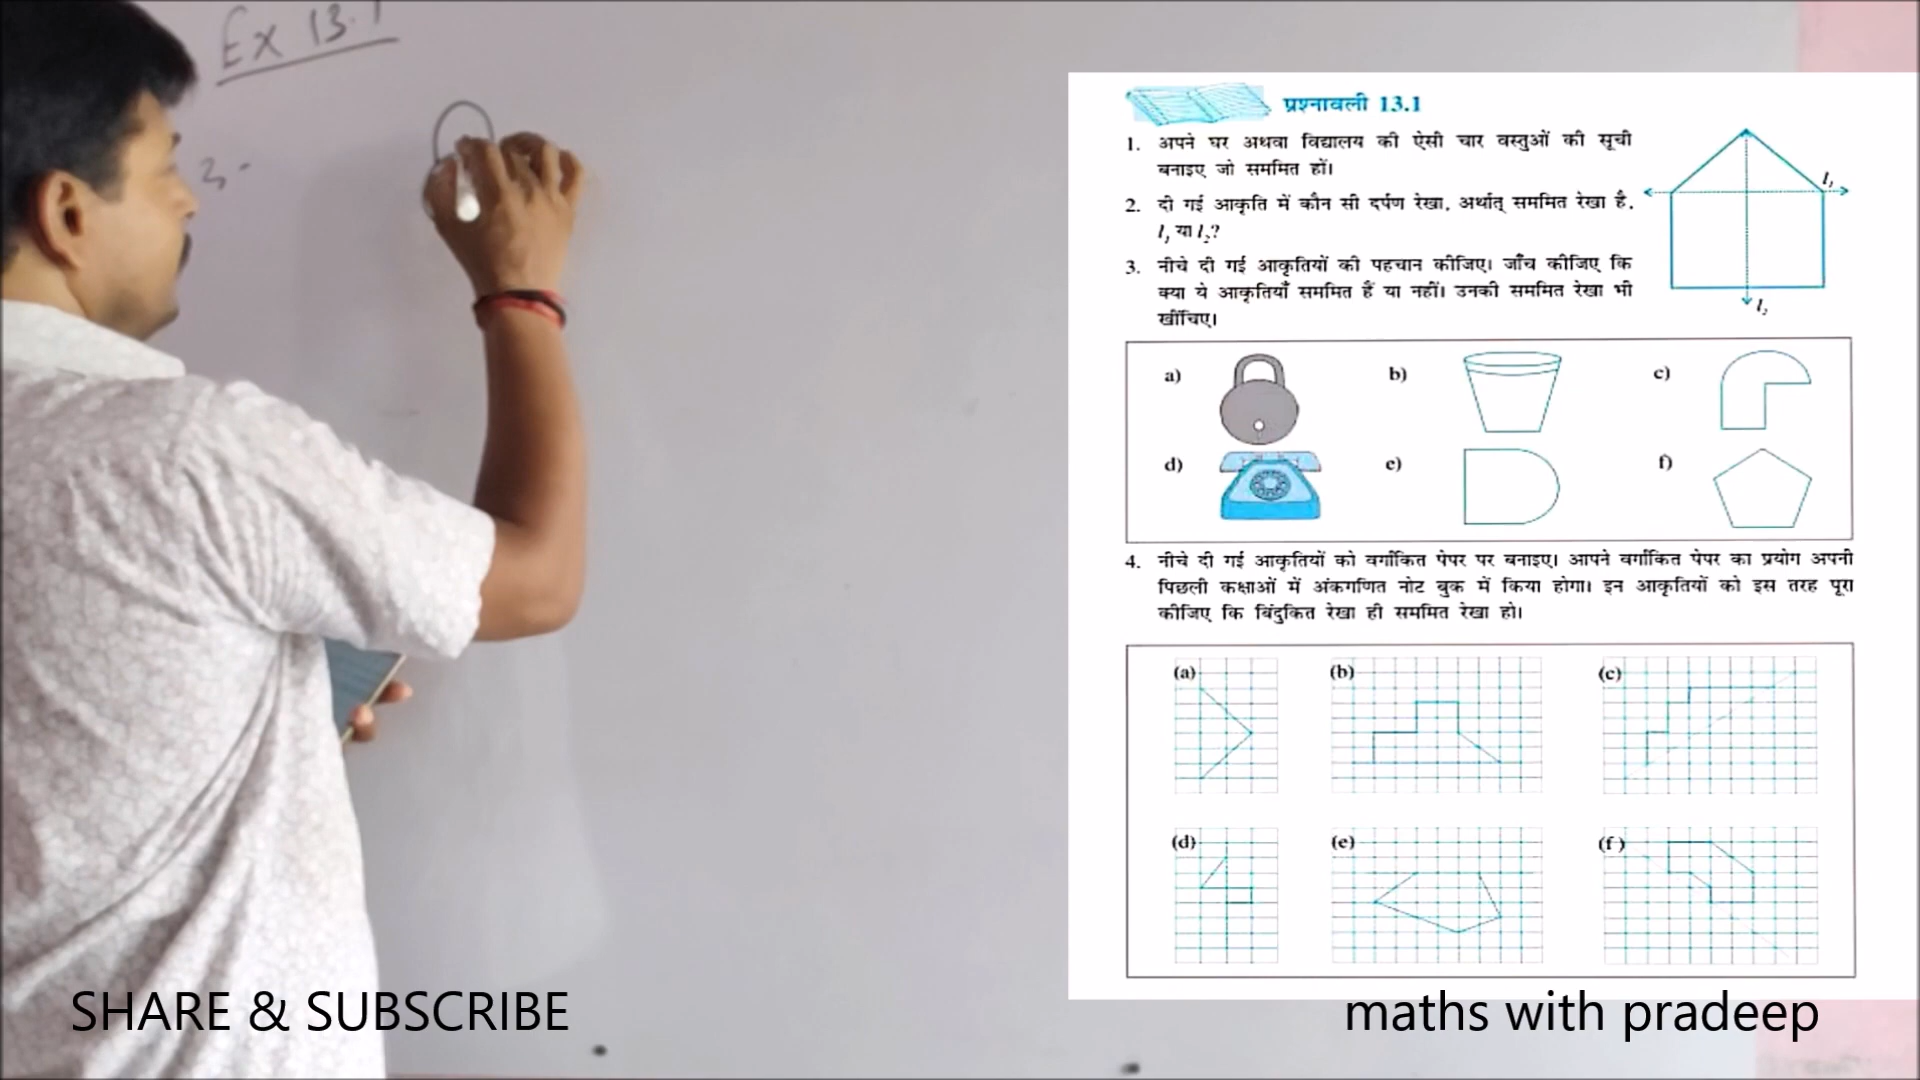 Ex 13.1
3-
प्रश्नावली 13.1
1. अपने घर अथवा विद्यालय की ऐसी चार वस्तुओं की सूची
बनाइए जो सममित हों।
2. दी गई आकृति में कौन सी दर्पण रेखा, अर्थात् सममित रेखा है,
l₁ या l₂?
l₁
l₂
3. नीचे दी गई आकृतियों की पहचान कीजिए। जाँच कीजिए कि
क्या ये आकृतियाँ सममित हैं या नहीं। उनकी सममित रेखा भी
खींचिए।
a) b) c)
d) e) f)
4. नीचे दी गई आकृतियों को वर्गांकित पेपर पर बनाइए। आपने वर्गांकित पेपर का प्रयोग अपनी
पिछली कक्षाओं में अंकगणित नोट बुक में किया होगा। इन आकृतियों को इस तरह पूरा
कीजिए कि बिंदुकित रेखा ही सममित रेखा हो।
(a) (b) (c)
(d) (e) (f)
SHARE & SUBSCRIBE
maths with pradeep